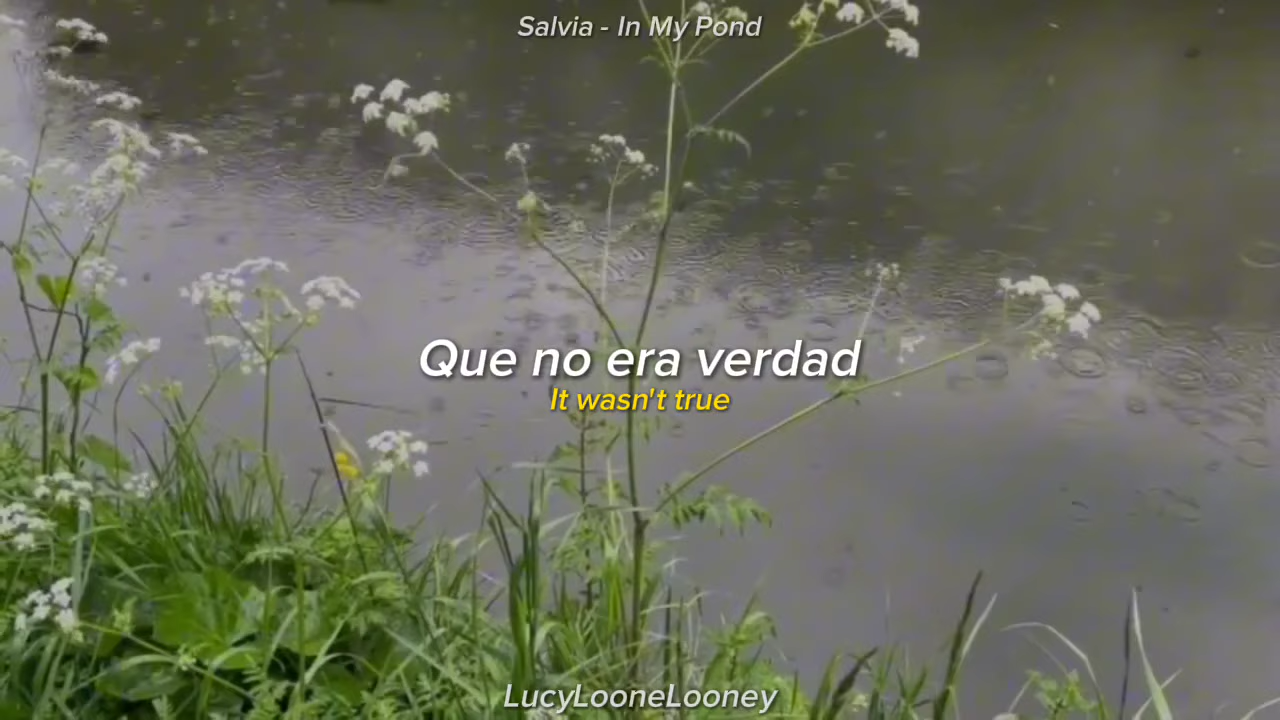 Salvia - In My Pond
Que no era verdad
It wasn't true
LucyLooneLooney